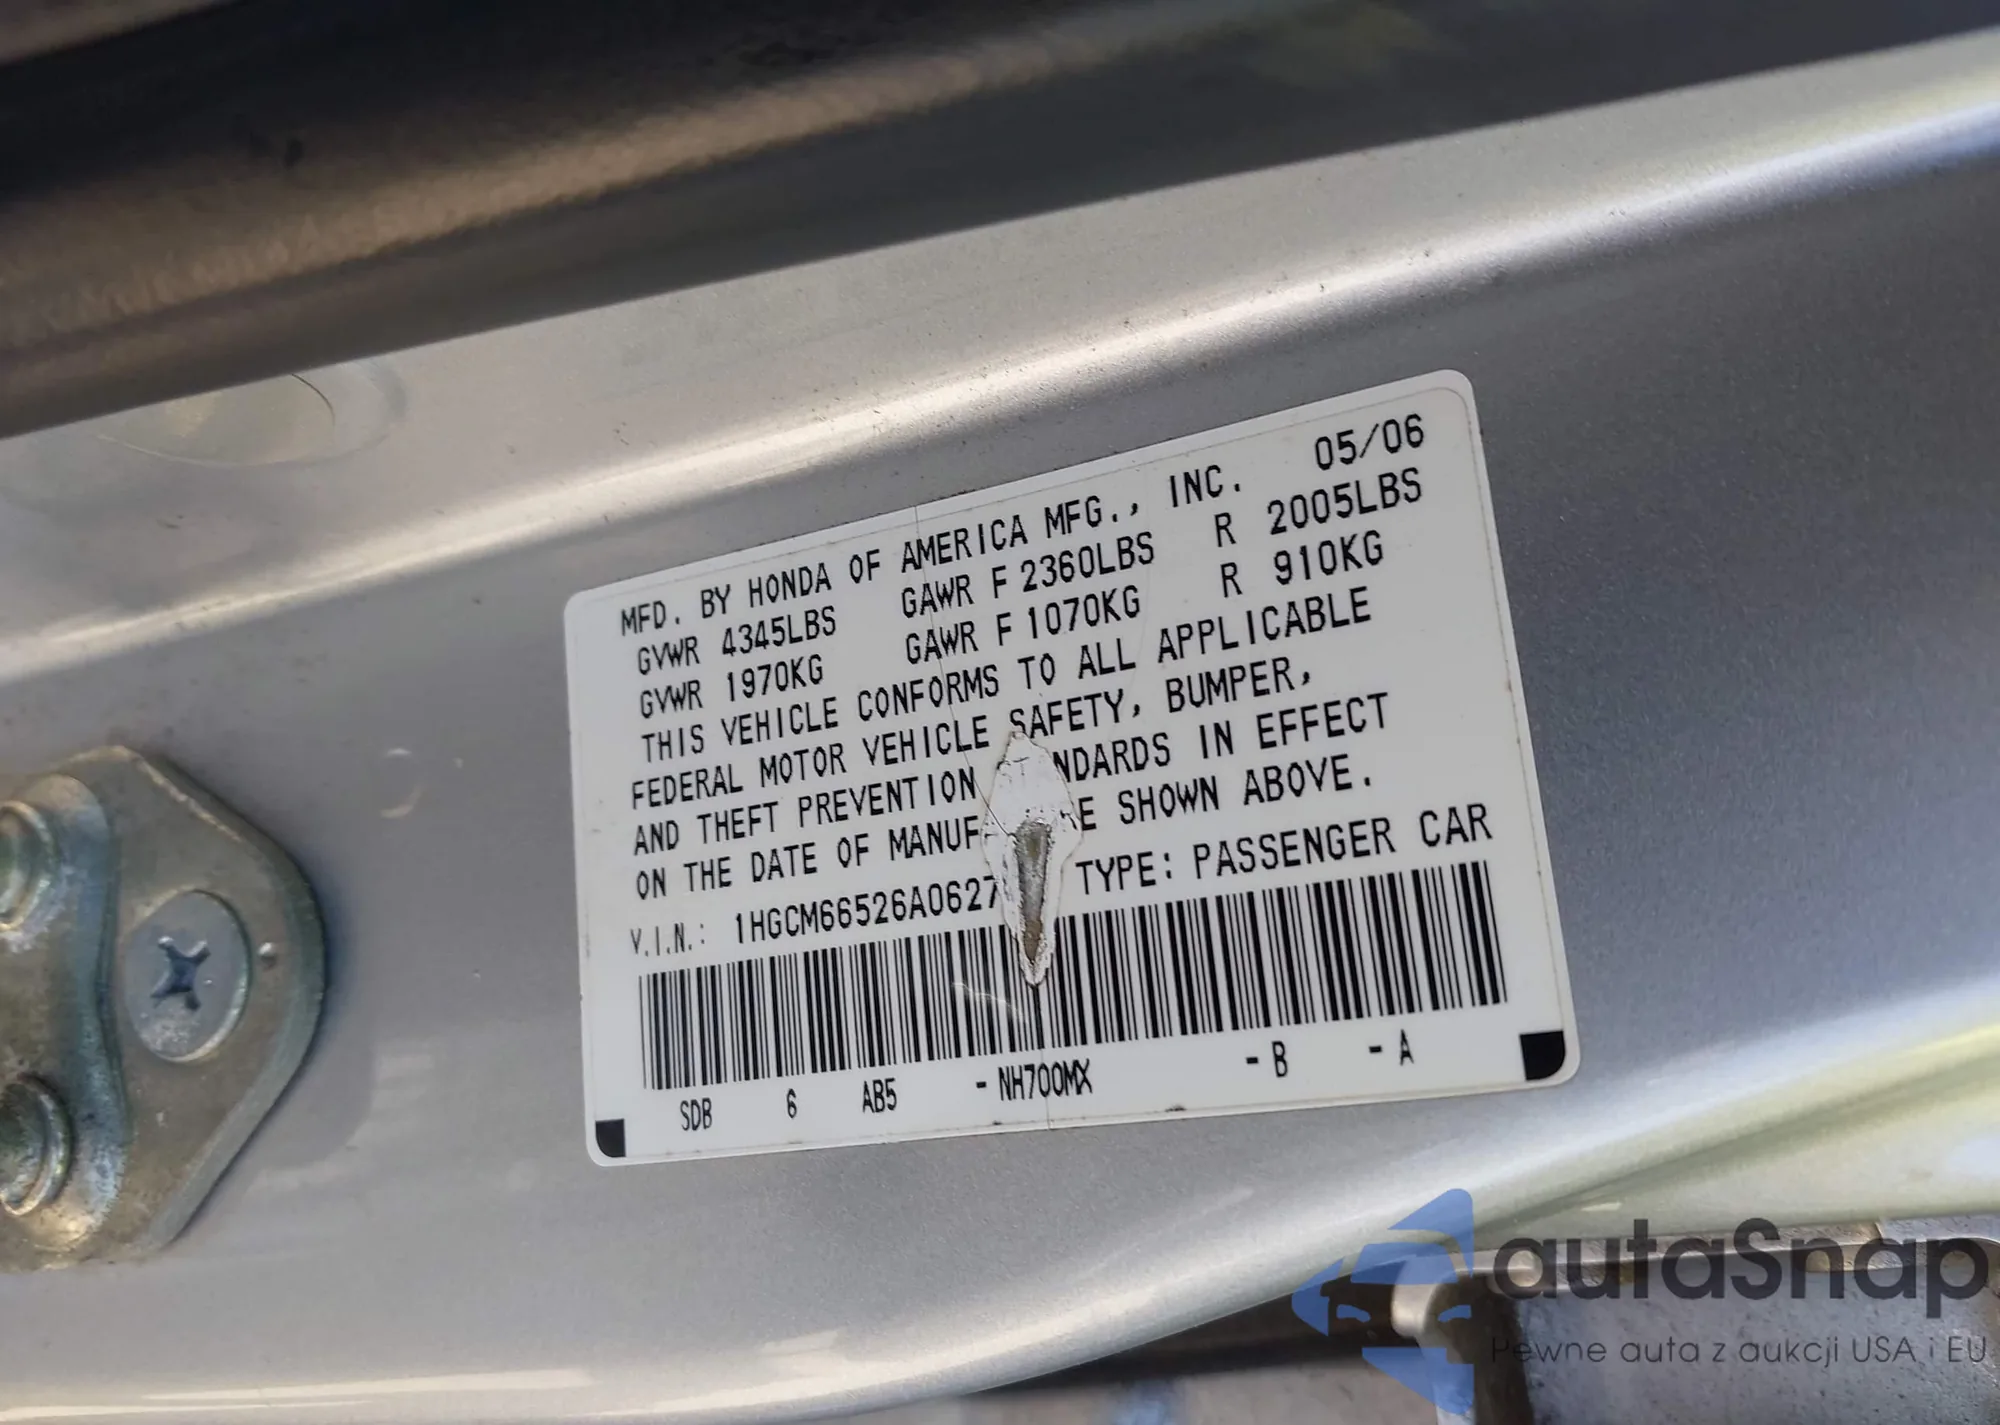 MFD. BY HONDA OF AMERICA MFG., INC. 05/06
GVWR 4345LBS GAWR F 2360LBS R 2005LBS
GVWR 1970KG GAWR F 1070KG R 910KG
THIS VEHICLE CONFORMS TO ALL APPLICABLE
FEDERAL MOTOR VEHICLE SAFETY, BUMPER,
AND THEFT PREVENTION NDARDS IN EFFECT
ON THE DATE OF MANUF RE SHOWN ABOVE.
V.I.N.: 1HGCM66526A0627 TYPE: PASSENGER CAR
SDB 6 AB5 - NH700MX - B - A
autaSnap
Pewne auta z aukcji USA i EU